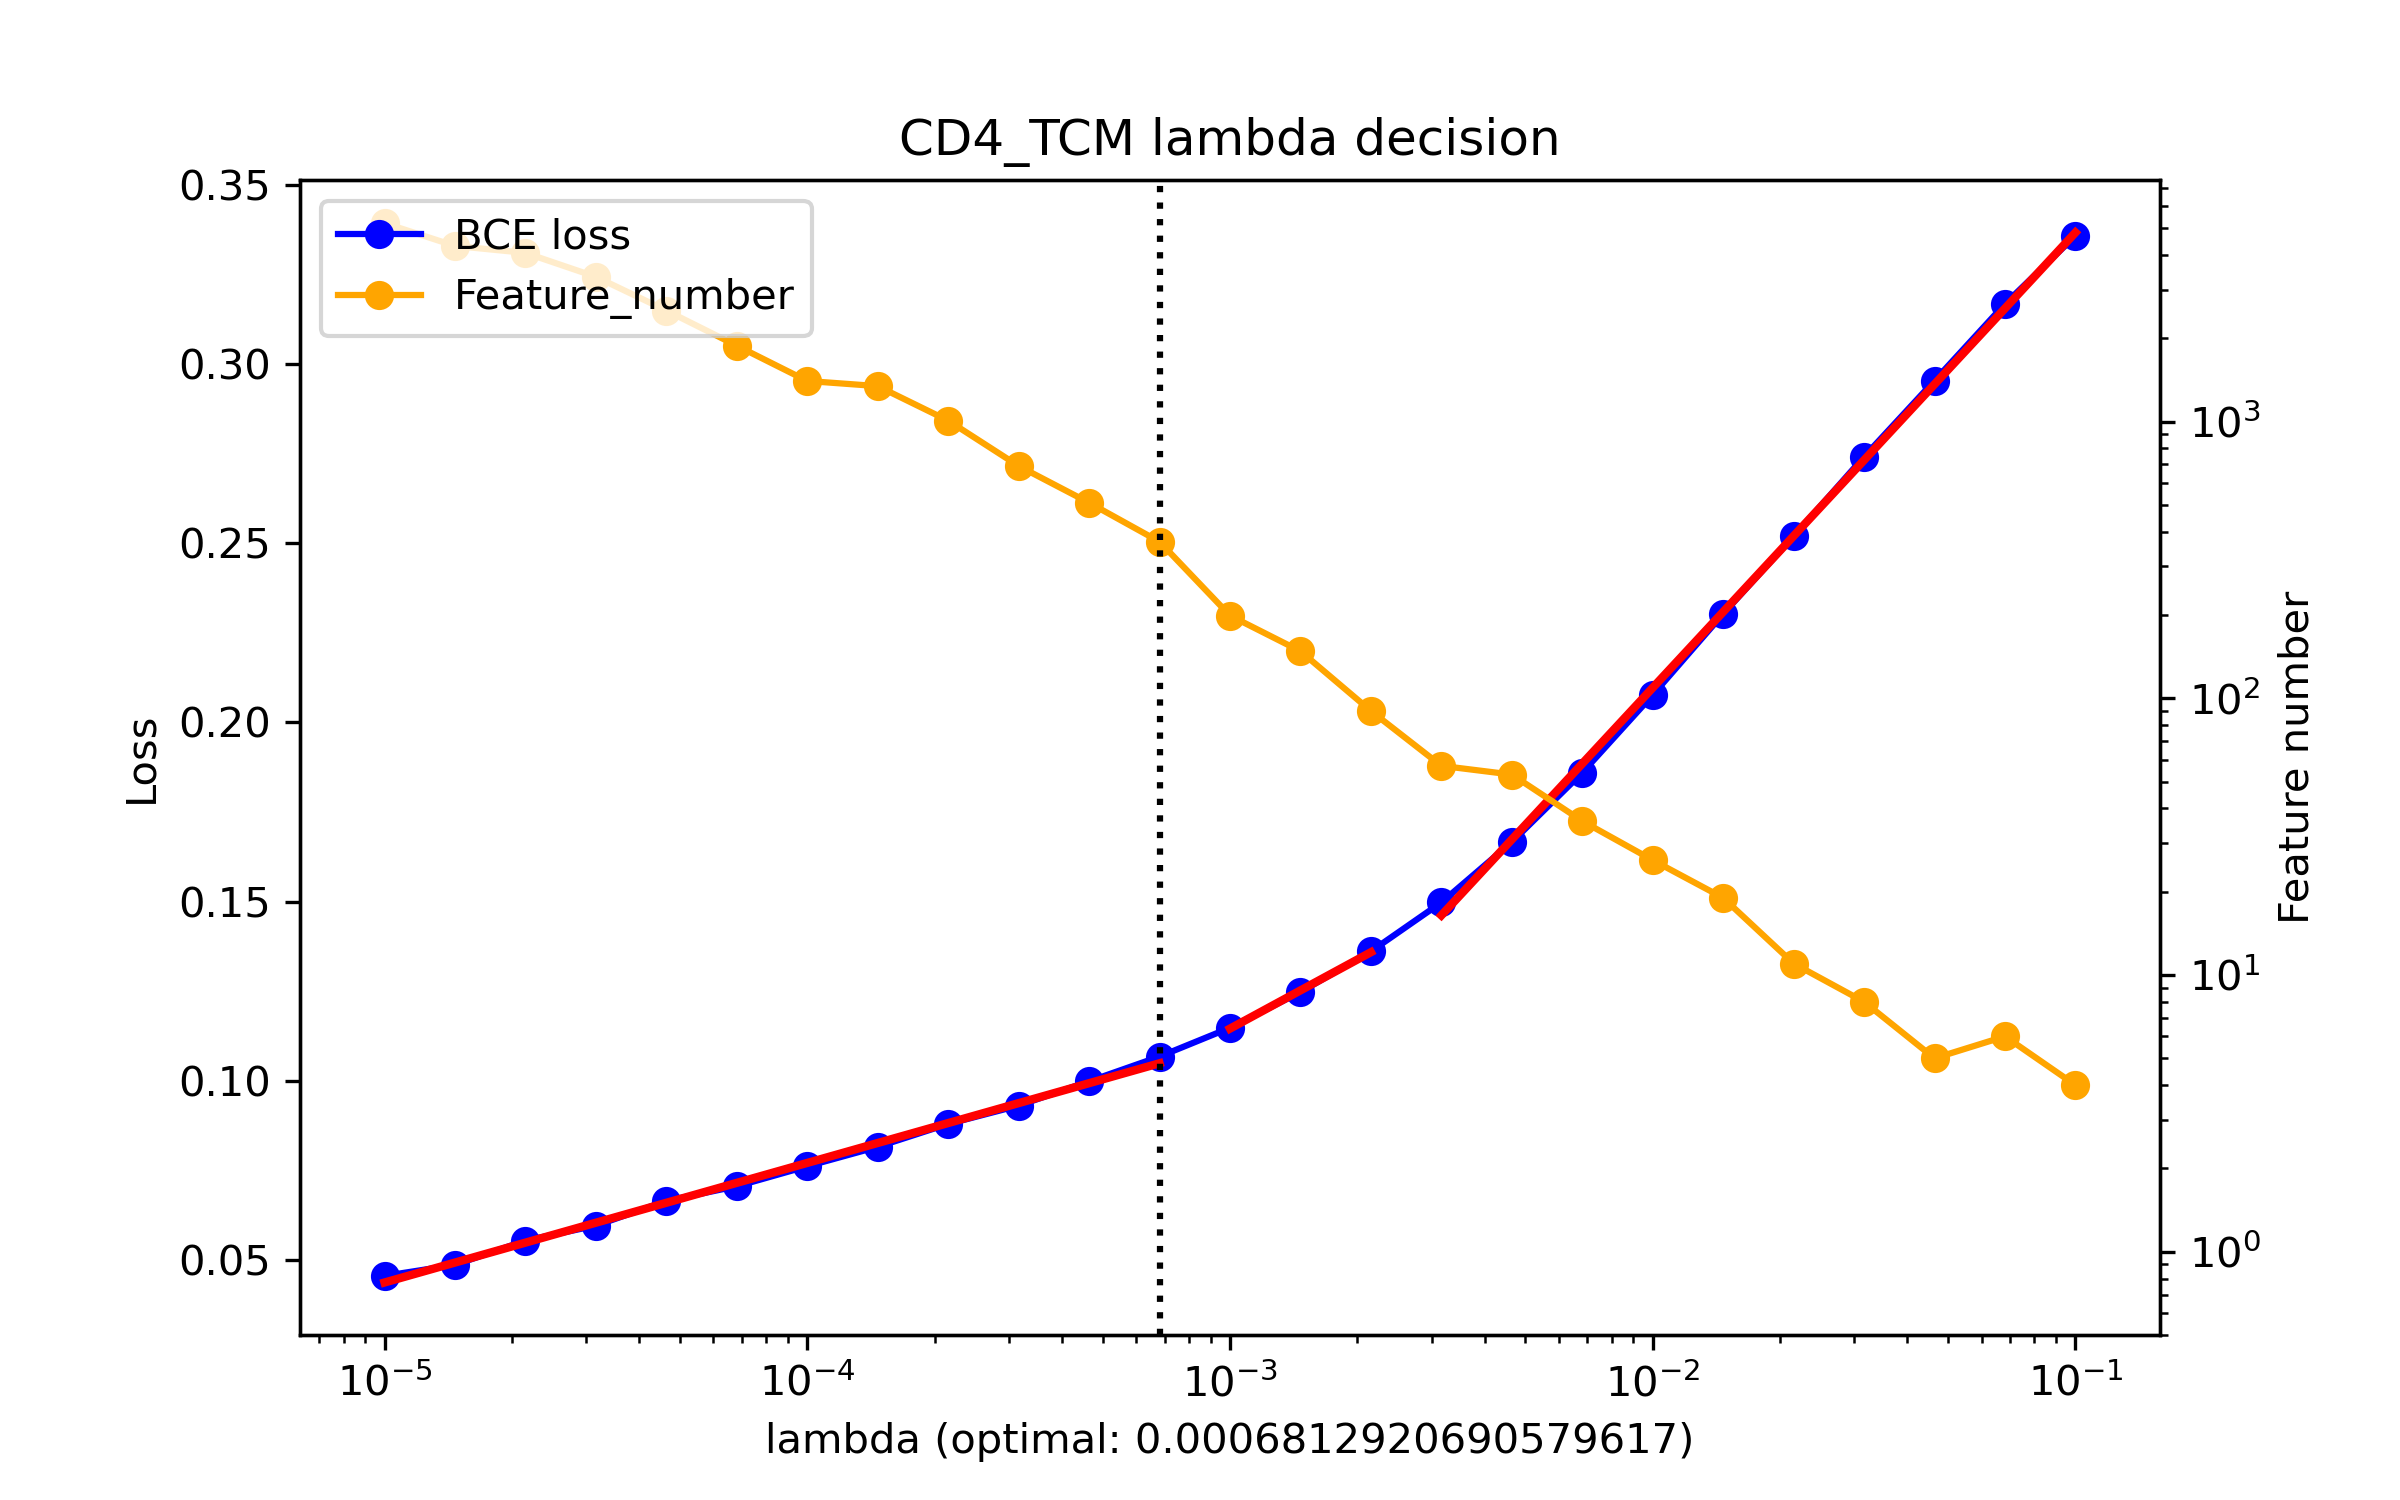 CD4_TCM lambda decision
BCE loss
Feature_number
0.35
0.30
0.25
0.20
0.15
0.10
0.05
Loss
10³
10²
10¹
10⁰
Feature number
10⁻⁵ 10⁻⁴ 10⁻³ 10⁻² 10⁻¹
lambda (optimal: 0.0006812920690579617)